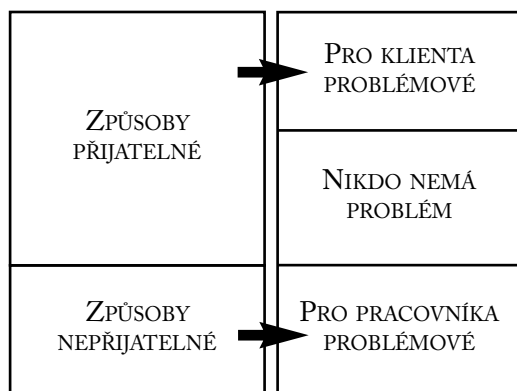 Způsoby
přijatelné
Způsoby
nepřijatelné
Pro klienta
problémové
Nikdo nemá
problém
Pro pracovníka
problémové